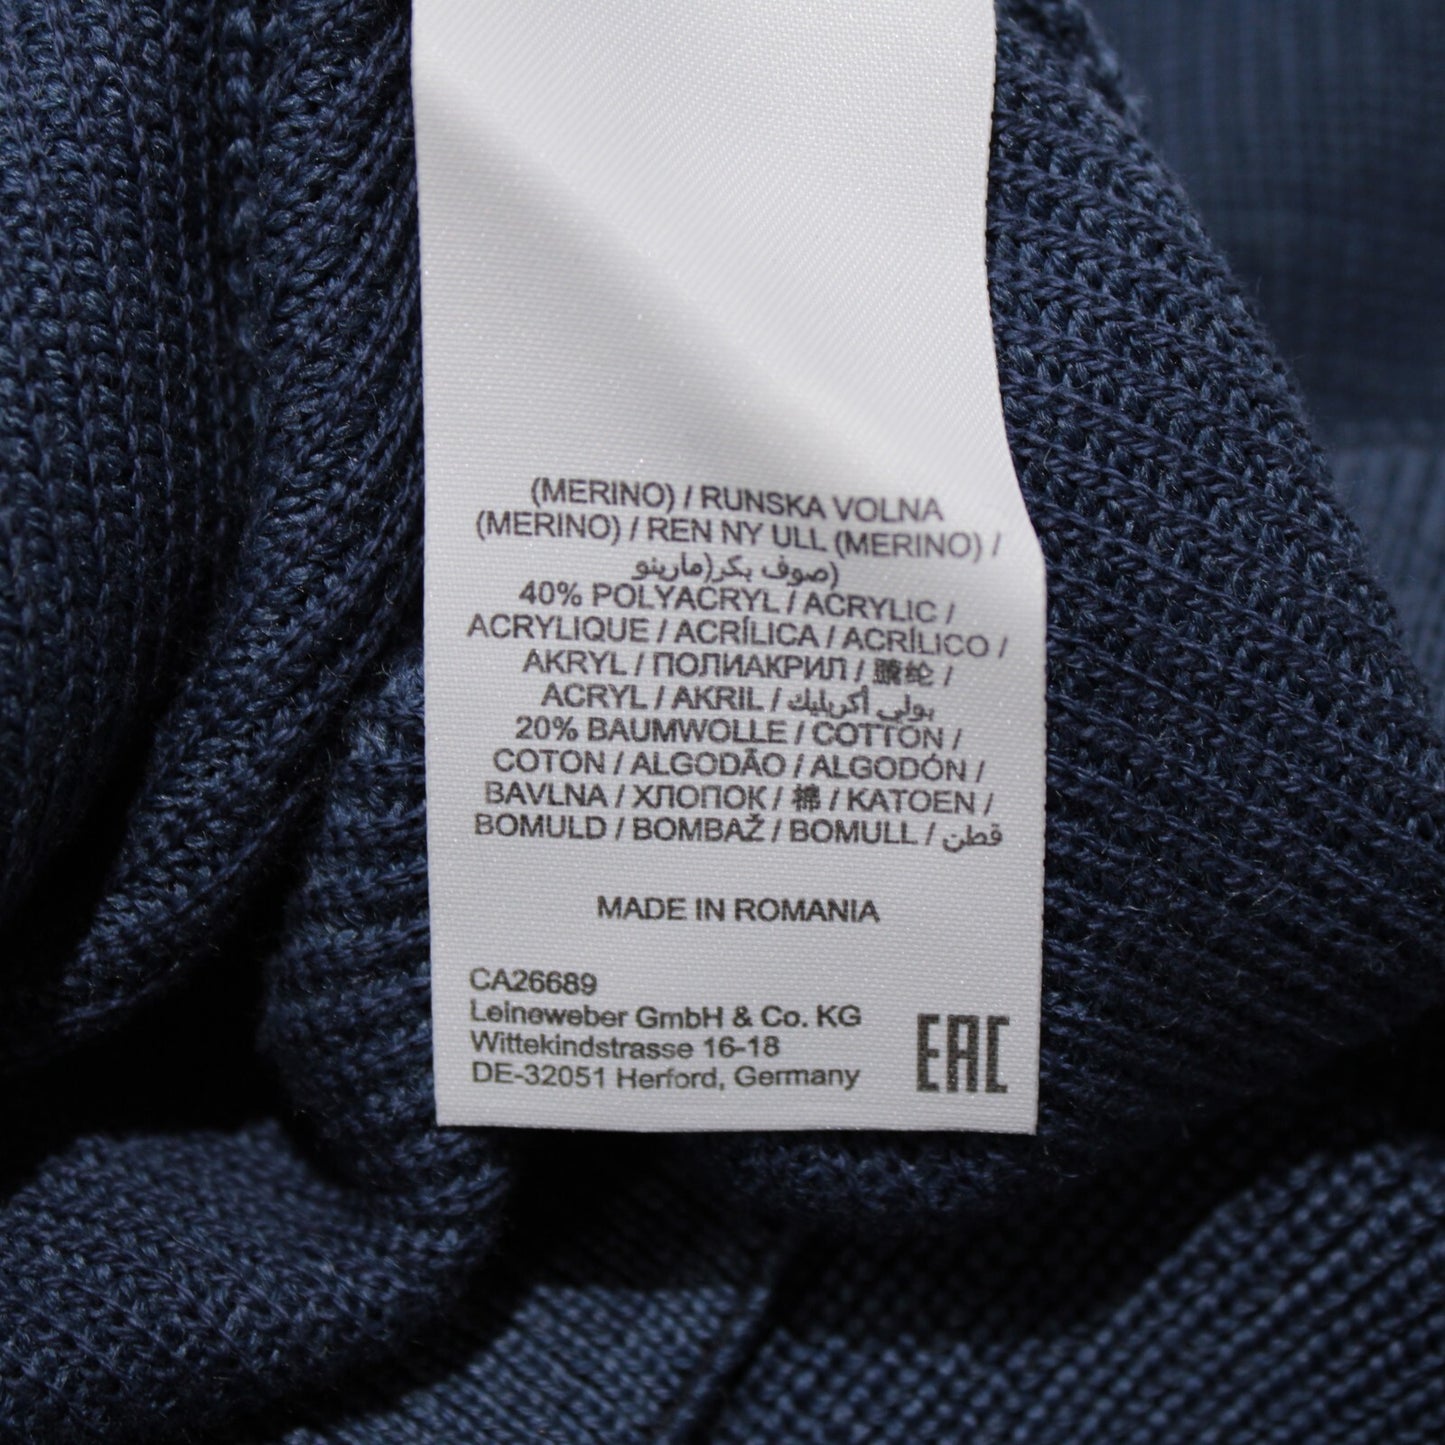 (MERINO) / RUNSKA VOLNA
(MERINO) / REN NY ULL (MERINO) /
صوف بكر(مارينو)
40% POLYACRYL / ACRYLIC /
ACRYLIQUE / ACRÍLICA / ACRÍLICO /
AKRYL / ПОЛИАКРИЛ / 腈纶 /
ACRYL / AKRIL / بولي أكريليك
20% BAUMWOLLE / COTTON /
COTON / ALGODÃO / ALGODÓN /
BAVLNA / ХЛОПОК / 棉 / KATOEN /
BOMULD / BOMBAŽ / BOMULL / قطن
MADE IN ROMANIA
CA26689
Leineweber GmbH & Co. KG
Wittekindstrasse 16-18
DE-32051 Herford, Germany
EAC